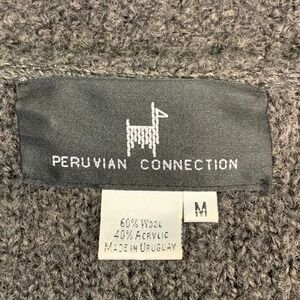 PERUVIAN CONNECTION
M
60% WOOL
40% ACRYLIC
MADE IN URUGUAY